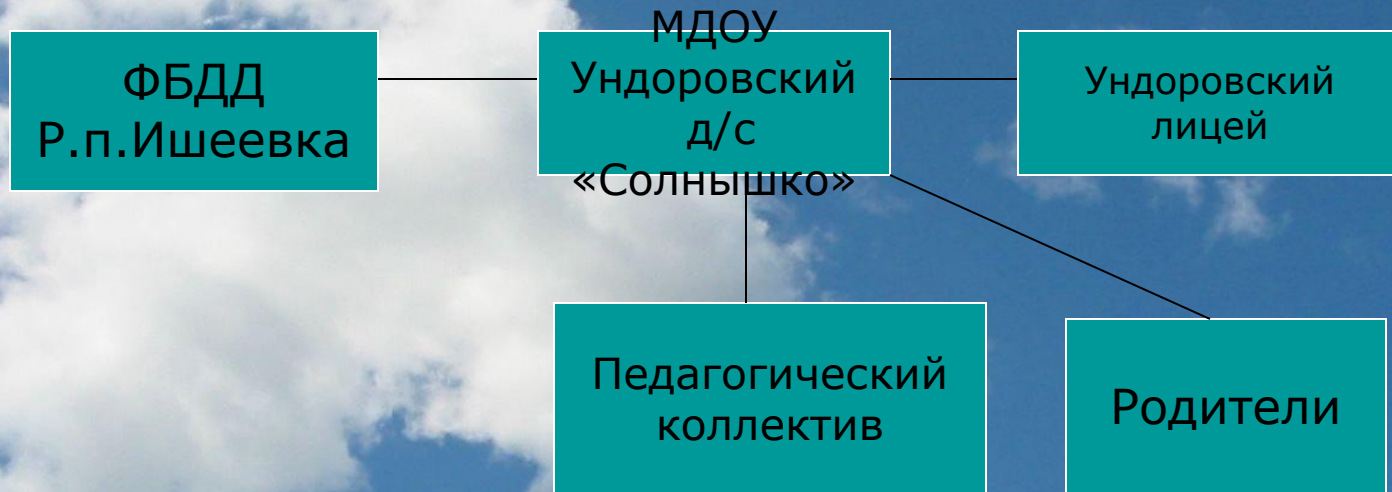 ФБДД
Р.п.Ишеевка
МДОУ
Ундоровский
д/с
«Солнышко»
Ундоровский
лицей
Педагогический
коллектив
Родители